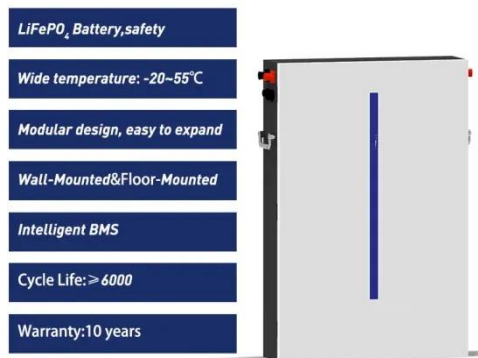 LiFePO₄ Battery,safety
Wide temperature: -20~55℃
Modular design, easy to expand
Wall-Mounted&Floor-Mounted
Intelligent BMS
Cycle Life:≥6000
Warranty:10 years